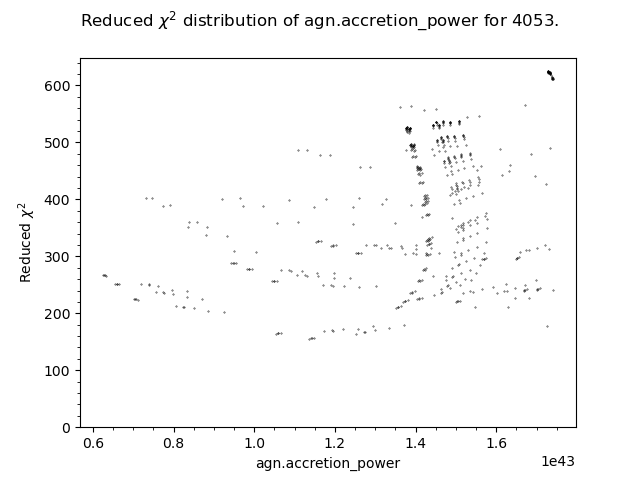 Reduced χ² distribution of agn.accretion_power for 4053.
600
500
400
300
200
100
0
Reduced χ²
0.6 0.8 1.0 1.2 1.4 1.6
1e43
agn.accretion_power